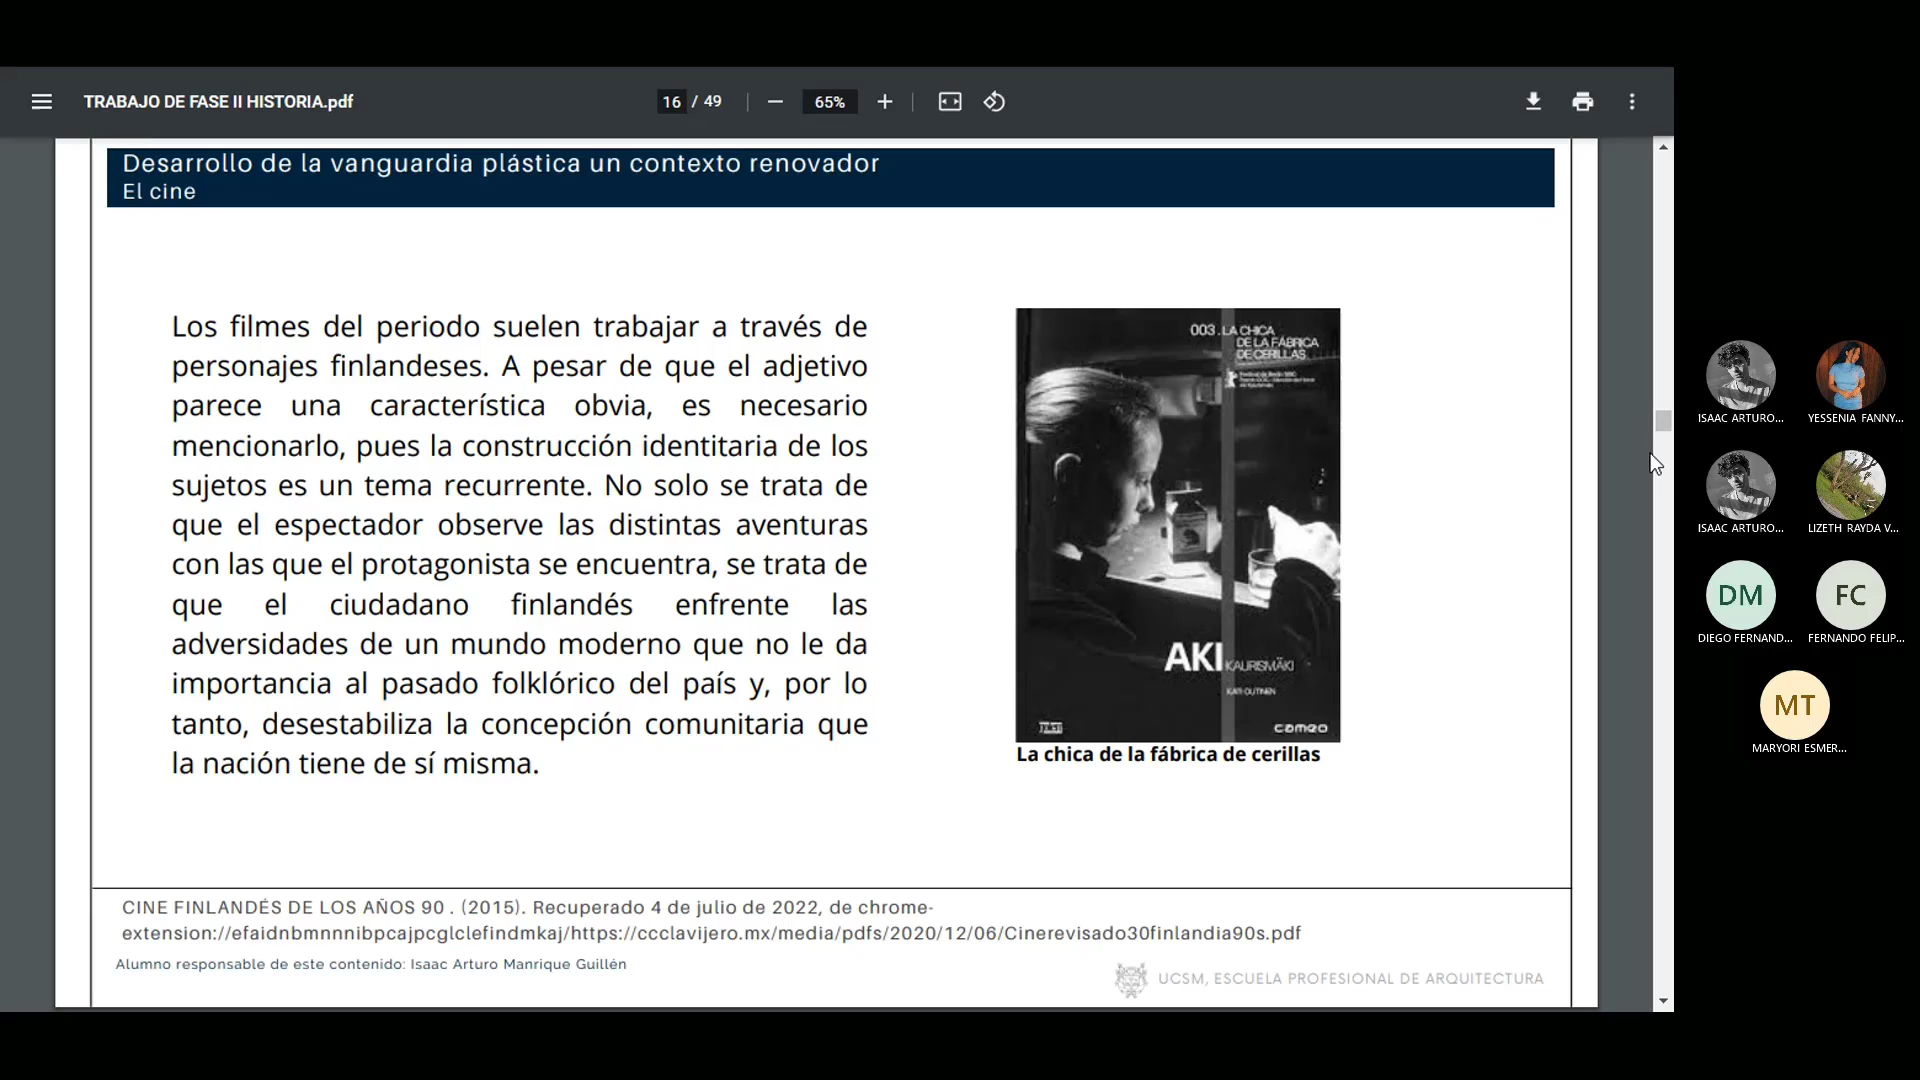 TRABAJO DE FASE II HISTORIA.pdf
16 / 49
65%
Desarrollo de la vanguardia plástica un contexto renovador
El cine
Los filmes del periodo suelen trabajar a través de
personajes finlandeses. A pesar de que el adjetivo
parece una característica obvia, es necesario
mencionarlo, pues la construcción identitaria de los
sujetos es un tema recurrente. No solo se trata de
que el espectador observe las distintas aventuras
con las que el protagonista se encuentra, se trata de
que el ciudadano finlandés enfrente las
adversidades de un mundo moderno que no le da
importancia al pasado folklórico del país y, por lo
tanto, desestabiliza la concepción comunitaria que
la nación tiene de sí misma.
003. LA CHICA
DE LA FÁBRICA
DE CERILLAS
AKI KAURISMÄKI
KATI OUTINEN
cameo
La chica de la fábrica de cerillas
CINE FINLANDÉS DE LOS AÑOS 90 . (2015). Recuperado 4 de julio de 2022, de chrome-
extension://efaidnbmnnnibpcajpcglclefindmkaj/https://ccclavijero.mx/media/pdfs/2020/12/06/Cinerevisado30finlandia90s.pdf
Alumno responsable de este contenido: Isaac Arturo Manrique Guillén
UCSM, ESCUELA PROFESIONAL DE ARQUITECTURA
ISAAC ARTURO...
YESSENIA FANNY...
ISAAC ARTURO...
LIZETH RAYDA V...
DM
FC
DIEGO FERNAND...
FERNANDO FELIP...
MT
MARYORI ESMER...